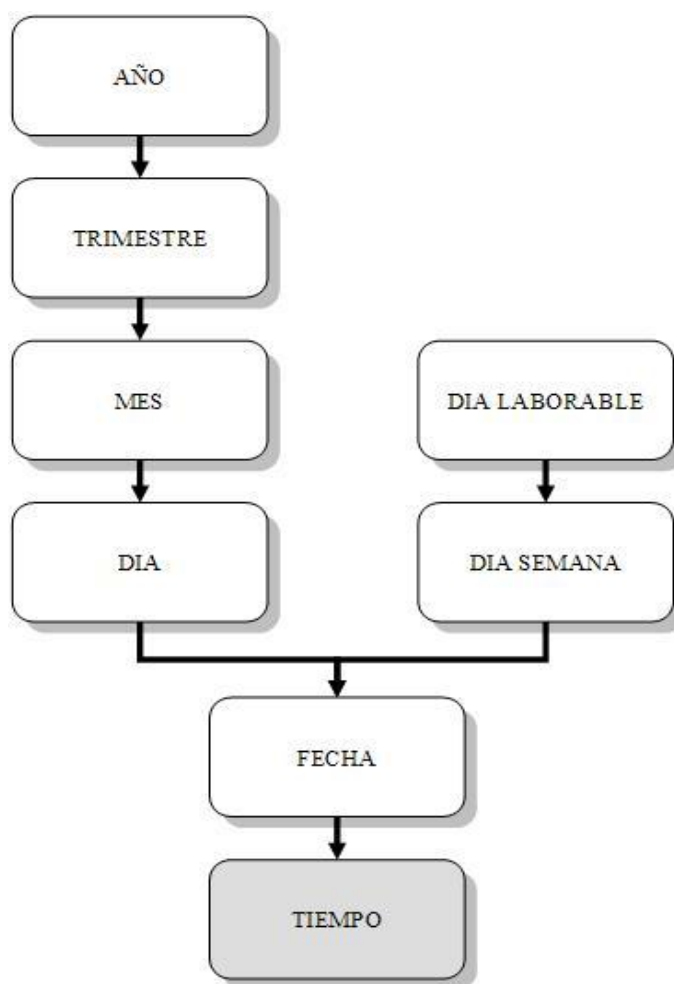 AÑO
TRIMESTRE
MES
DIA LABORABLE
DIA
DIA SEMANA
FECHA
TIEMPO